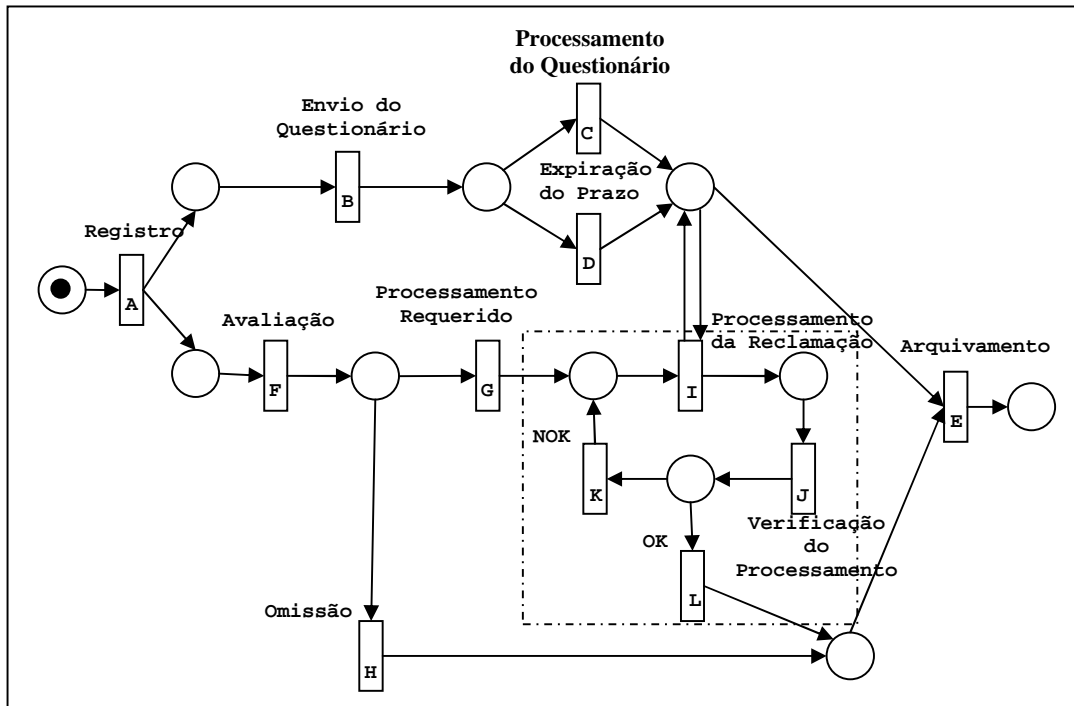 Processamento
do Questionário
Envio do
Questionário
C
Expiração
do Prazo
B
D
Registro
A
Processamento
Requerido
Avaliação
Processamento
da Reclamação
Arquivamento
F
G
I
E
NOK
K
J
Verificação
do
Processamento
OK
L
Omissão
H